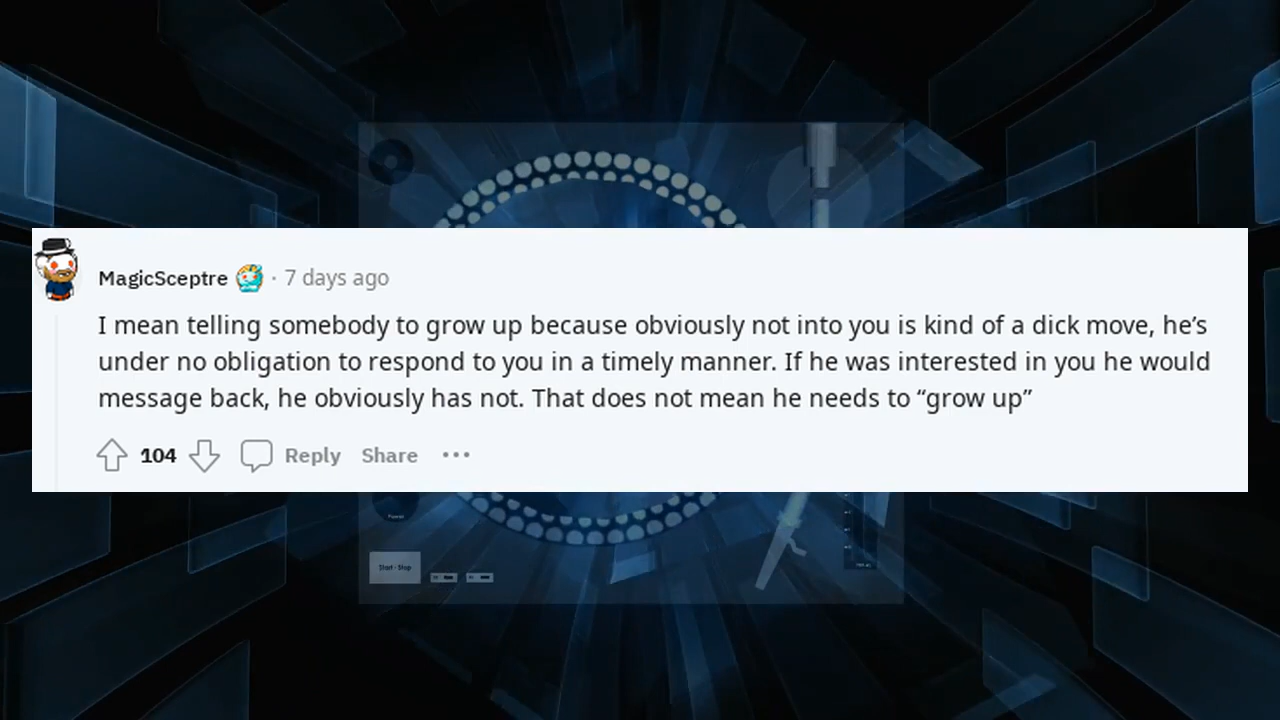 MagicSceptre · 7 days ago
I mean telling somebody to grow up because obviously not into you is kind of a dick move, he’s
under no obligation to respond to you in a timely manner. If he was interested in you he would
message back, he obviously has not. That does not mean he needs to “grow up”
104 Reply Share
Start - Stop